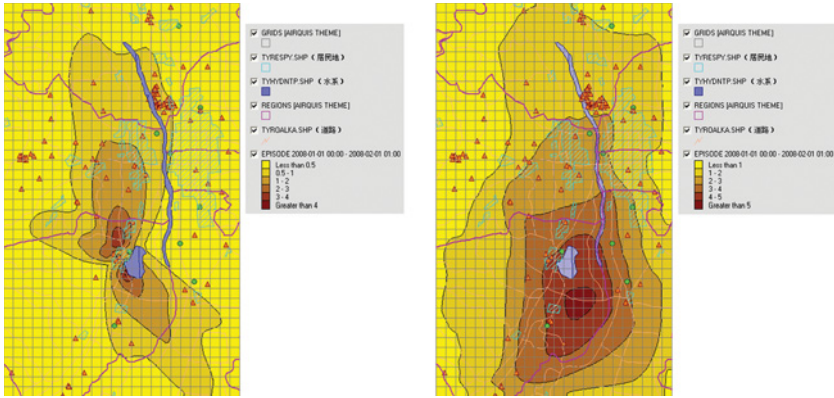 GRIDS [AIRQUIS THEME]
TYRESPY.SHP (居民地)
TYHYDNTP.SHP (水系)
REGIONS [AIRQUIS THEME]
TYROALKA.SHP (道路)
EPISODE 2008-01-01 00:00 - 2008-02-01 01:00
Less than 0.5
0.5 - 1
1 - 2
2 - 3
3 - 4
Greater than 4
GRIDS [AIRQUIS THEME]
TYRESPY.SHP (居民地)
TYHYDNTP.SHP (水系)
REGIONS [AIRQUIS THEME]
TYROALKA.SHP (道路)
EPISODE 2008-01-01 00:00 - 2008-02-01 01:00
Less than 1
1 - 2
2 - 3
3 - 4
4 - 5
Greater than 5